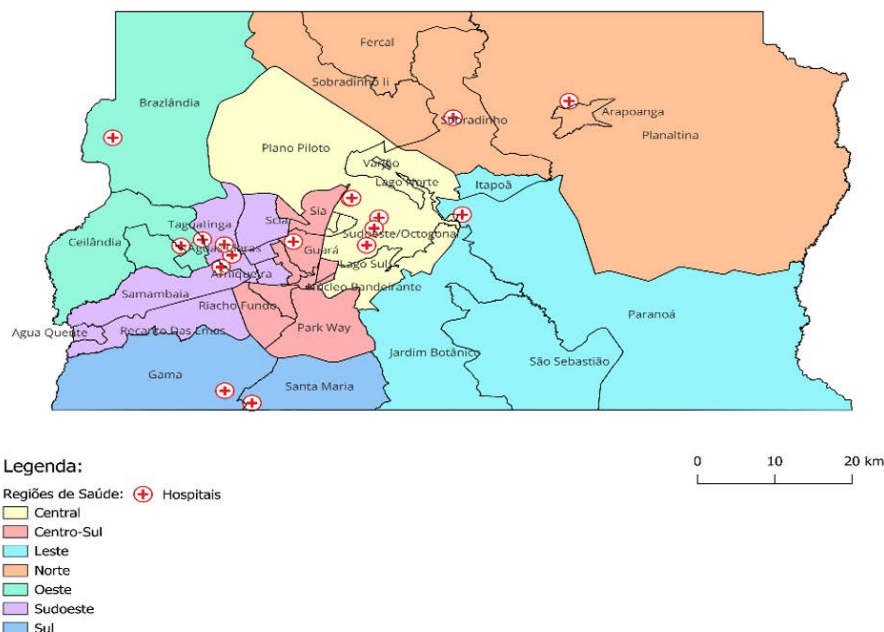 Fercal
Sobradinho Ii
Brazlândia
Sobradinho
Arapoanga
Planaltina
Plano Piloto
Varjão
Lago Norte
Itapoã
Sia
Scia
Taguatinga
Ceilândia
Sudoeste/Octogona
Guará
Lago Sul
Arniqueira
Núcleo Bandeirante
Samambaia
Riacho Fundo
Paranoá
Agua Quente
Recanto Das Emas
Park Way
Jardim Botânico
São Sebastião
Gama
Santa Maria
Legenda:
0 10 20 km
Regiões de Saúde: Hospitais
Central
Centro-Sul
Leste
Norte
Oeste
Sudoeste
Sul